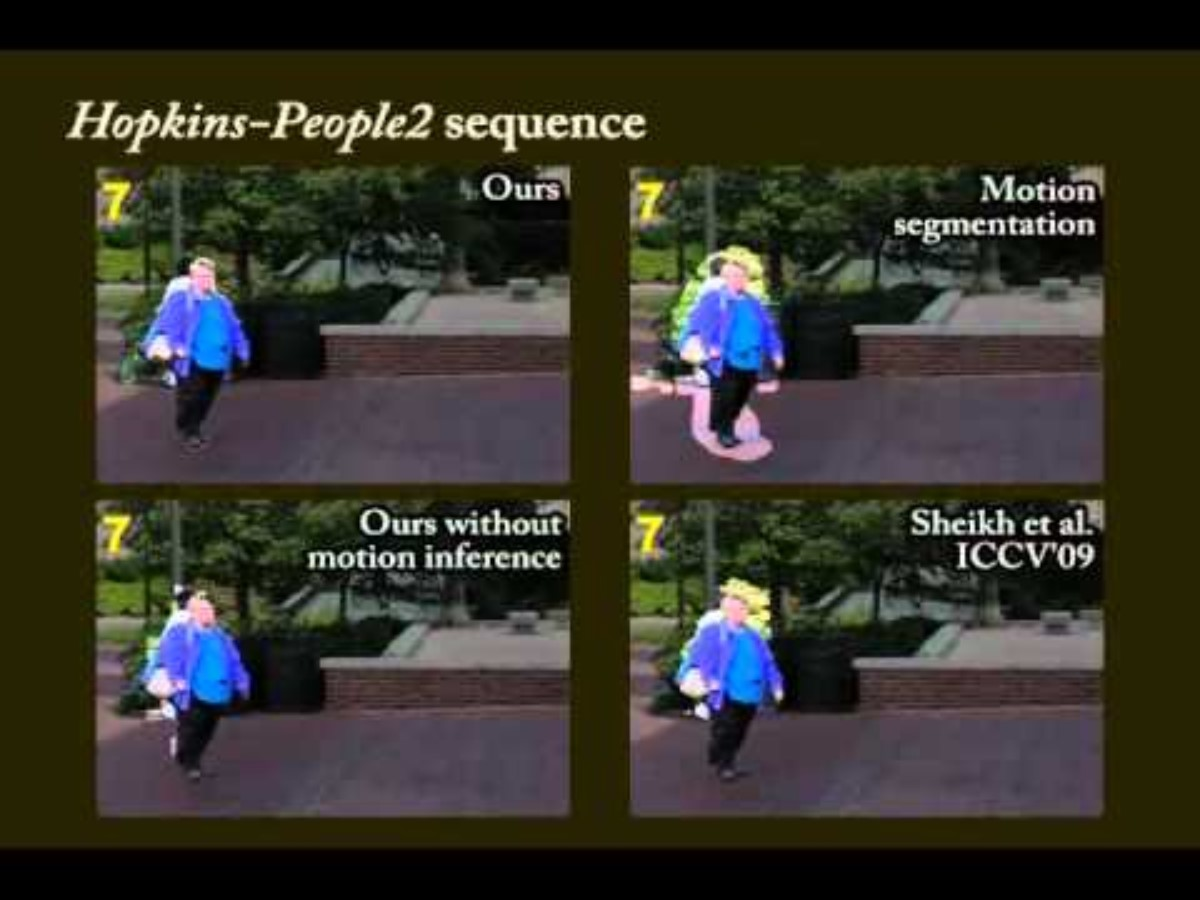 Hopkins-People2 sequence
7
Ours
7
Motion
segmentation
7
Ours without
motion inference
7
Sheikh et al.
ICCV'09